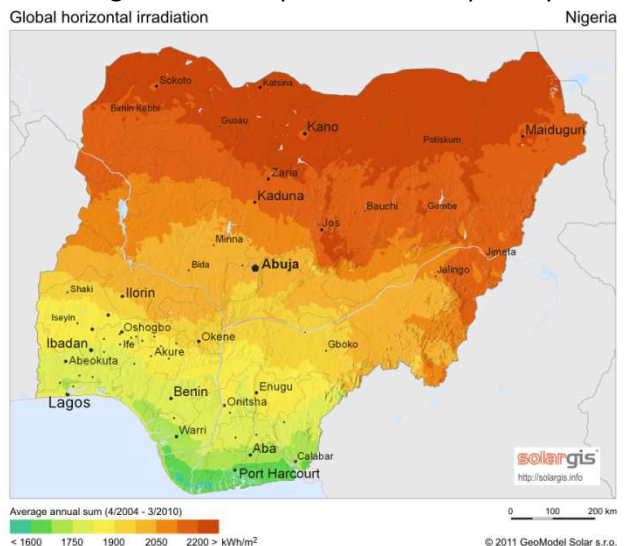 Global horizontal irradiation Nigeria
Sokoto
Katsina
Birnin Kebbi
Gusau
Kano
Potiskum
Maiduguri
Zaria
Kaduna
Bauchi
Gombe
Jos
Minna
Jimeta
Bida
Abuja
Jalingo
Shaki
Ilorin
Iseyin
Oshogbo
Okene
Gboko
Ibadan
Ife
Akure
Abeokuta
Benin
Enugu
Lagos
Onitsha
Warri
Aba
Calabar
Port Harcourt
solargis
http://solargis.info
Average annual sum (4/2004 - 3/2010)
0 100 200 km
< 1600 1750 1900 2050 2200 > kWh/m²
© 2011 GeoModel Solar s.r.o.